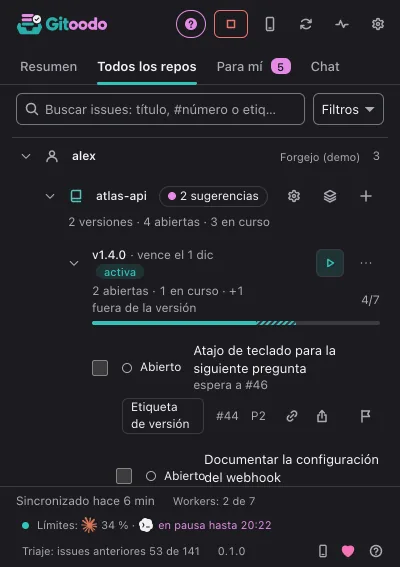 Gitoodo
Resumen Todos los repos Para mí 5 Chat
Buscar issues: título, #número o etiq... Filtros
alex Forgejo (demo) 3
atlas-api 2 sugerencias
2 versiones · 4 abiertas · 3 en curso
v1.4.0 · vence el 1 dic
activa
2 abiertas · 1 en curso · +1
fuera de la versión
4/7
Abierto Atajo de teclado para la
siguiente pregunta
espera a #46
Etiqueta
de versión
#44 P2
Abierto Documentar la configuración
del webhook
Sincronizado hace 6 min Workers: 2 de 7
Límites: 34 % · en pausa hasta 20:22
Triaje: issues anteriores 53 de 141 0.1.0